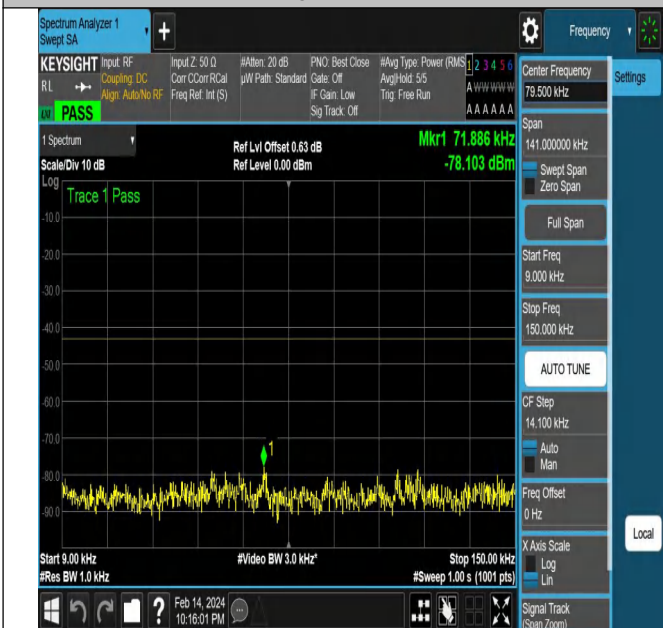 Spectrum Analyzer 1
Swept SA
+
Frequency
KEYSIGHT
RL
PASS
Input: RF
Coupling: DC
Align: Auto/No RF
Input Z: 50 Ω
Corr CCorr RCal
Freq Ref: Int (S)
#Atten: 20 dB
µW Path: Standard
PNO: Best Close
Gate: Off
IF Gain: Low
Sig Track: Off
#Avg Type: Power (RMS)
Avg|Hold: 5/5
Trig: Free Run
1 2 3 4 5 6
A W W W W W
A A A A A A
1 Spectrum
Scale/Div 10 dB
Log
Ref Lvl Offset 0.63 dB
Ref Level 0.00 dBm
Mkr1 71.886 kHz
-78.103 dBm
Trace 1 Pass
-10.0
-20.0
-30.0
-40.0
-50.0
-60.0
-70.0
-80.0
-90.0
1
Start 9.00 kHz
#Res BW 1.0 kHz
#Video BW 3.0 kHz*
Stop 150.00 kHz
#Sweep 1.00 s (1001 pts)
?
Feb 14, 2024
10:16:01 PM
Center Frequency
79.500 kHz
Settings
Span
141.000000 kHz
Swept Span
Zero Span
Full Span
Start Freq
9.000 kHz
Stop Freq
150.000 kHz
AUTO TUNE
CF Step
14.100 kHz
Auto
Man
Freq Offset
0 Hz
X Axis Scale
Log
Lin
Local
Signal Track
(Span Zoom)